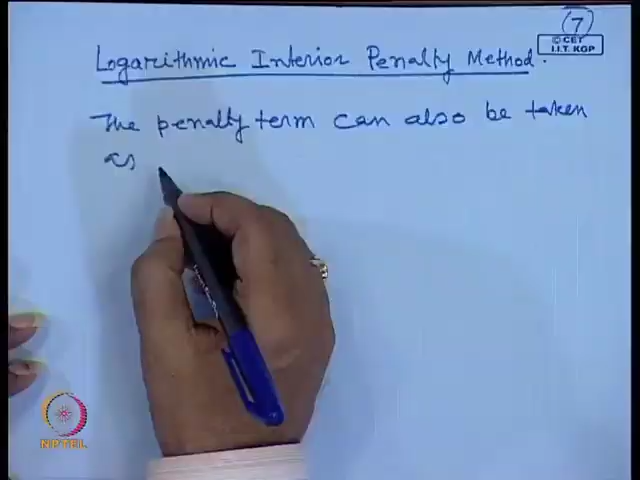 7
© CET
I.I.T. KGP
Logarithmic Interior Penalty Method.
The penalty term can also be taken
as
NPTEL